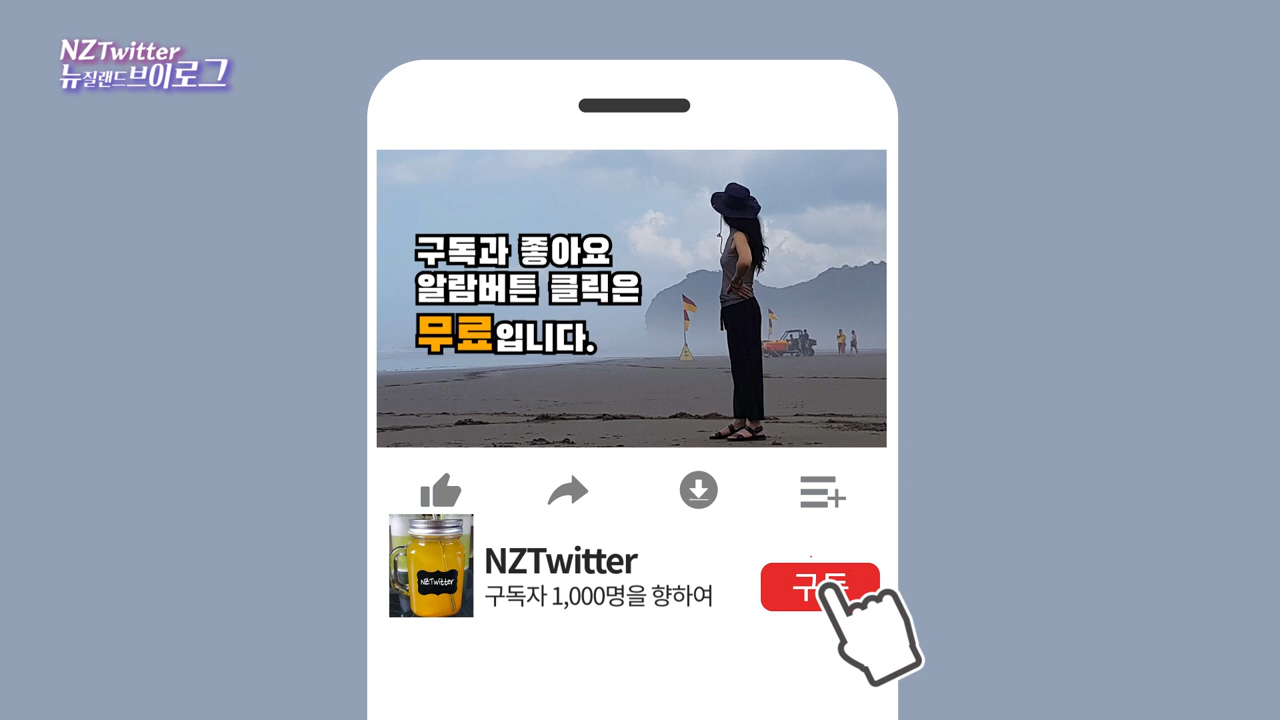 NZTwitter
뉴질랜드브이로그
구독과 좋아요
알람버튼 클릭은
무료입니다.
NZTwitter
NZTwitter
구독자 1,000명을 향하여
구독